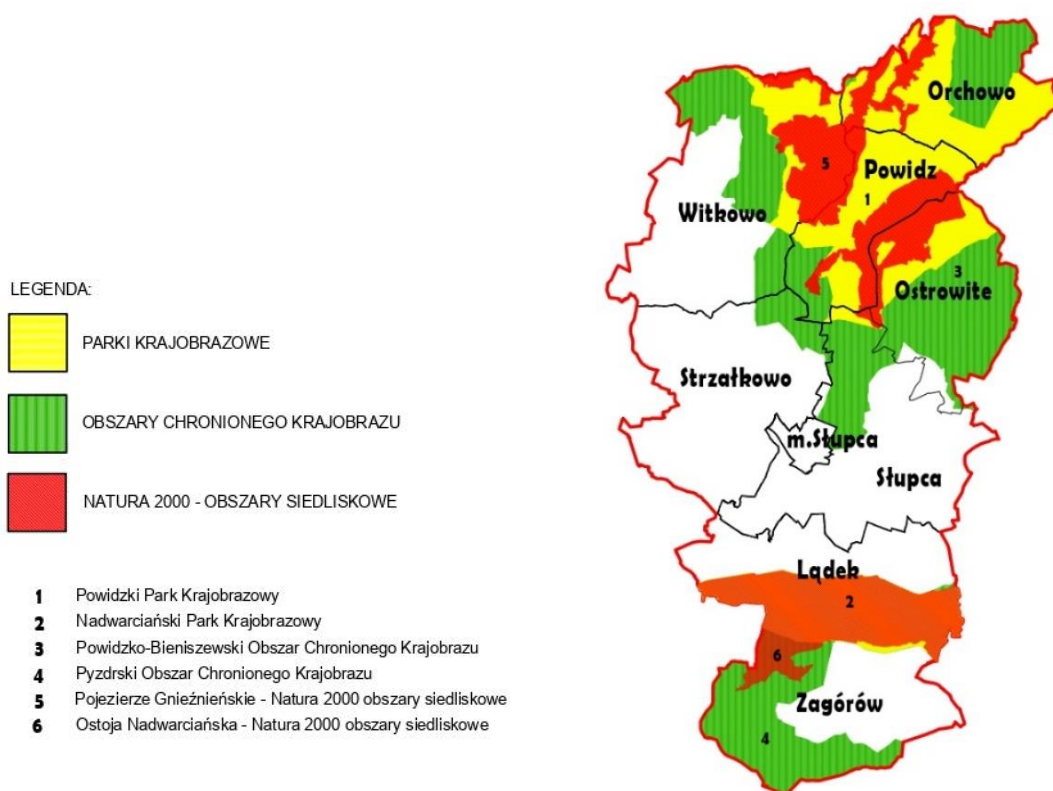 LEGENDA:
PARKI KRAJOBRAZOWE
OBSZARY CHRONIONEGO KRAJOBRAZU
NATURA 2000 - OBSZARY SIEDLISKOWE
1 Powidzki Park Krajobrazowy
2 Nadwarciański Park Krajobrazowy
3 Powidzko-Bieniszewski Obszar Chronionego Krajobrazu
4 Pyzdrski Obszar Chronionego Krajobrazu
5 Pojezierze Gnieźnieńskie - Natura 2000 obszary siedliskowe
6 Ostoja Nadwarciańska - Natura 2000 obszary siedliskowe
Orchowo
5
Powidz
1
Witkowo
3
Ostrowite
Strzałkowo
m.Słupca
Słupca
Lądek
2
6
Zagórów
4